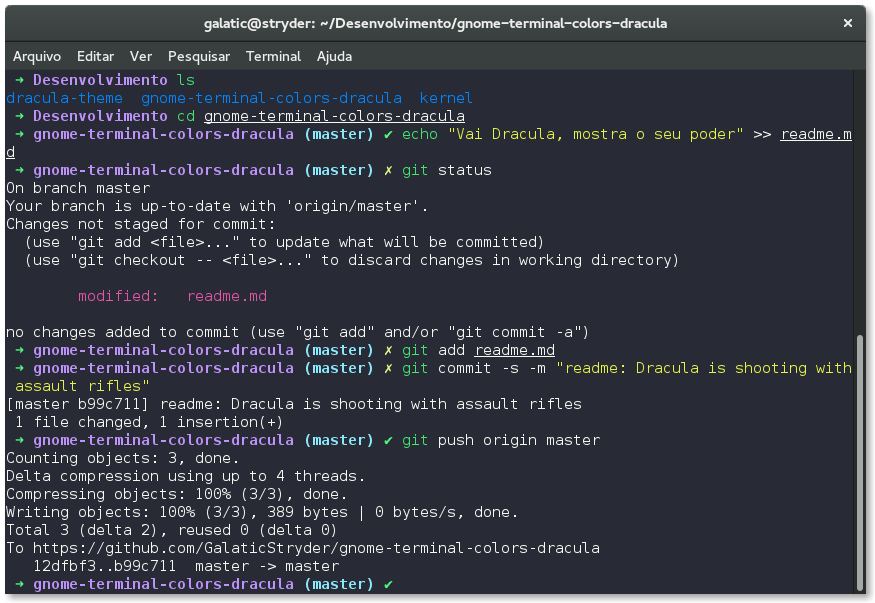 galatic@stryder: ~/Desenvolvimento/gnome-terminal-colors-dracula ×
Arquivo Editar Ver Pesquisar Terminal Ajuda
➜ Desenvolvimento ls
dracula-theme gnome-terminal-colors-dracula kernel
➜ Desenvolvimento cd gnome-terminal-colors-dracula
➜ gnome-terminal-colors-dracula (master) ✔ echo "Vai Dracula, mostra o seu poder" >> readme.m
d
➜ gnome-terminal-colors-dracula (master) ✗ git status
On branch master
Your branch is up-to-date with 'origin/master'.
Changes not staged for commit:
  (use "git add <file>..." to update what will be committed)
  (use "git checkout -- <file>..." to discard changes in working directory)
        modified:   readme.md
no changes added to commit (use "git add" and/or "git commit -a")
➜ gnome-terminal-colors-dracula (master) ✗ git add readme.md
➜ gnome-terminal-colors-dracula (master) ✗ git commit -s -m "readme: Dracula is shooting with
 assault rifles"
[master b99c711] readme: Dracula is shooting with assault rifles
 1 file changed, 1 insertion(+)
➜ gnome-terminal-colors-dracula (master) ✔ git push origin master
Counting objects: 3, done.
Delta compression using up to 4 threads.
Compressing objects: 100% (3/3), done.
Writing objects: 100% (3/3), 389 bytes | 0 bytes/s, done.
Total 3 (delta 2), reused 0 (delta 0)
To https://github.com/GalaticStryder/gnome-terminal-colors-dracula
   12dfbf3..b99c711  master -> master
➜ gnome-terminal-colors-dracula (master) ✔